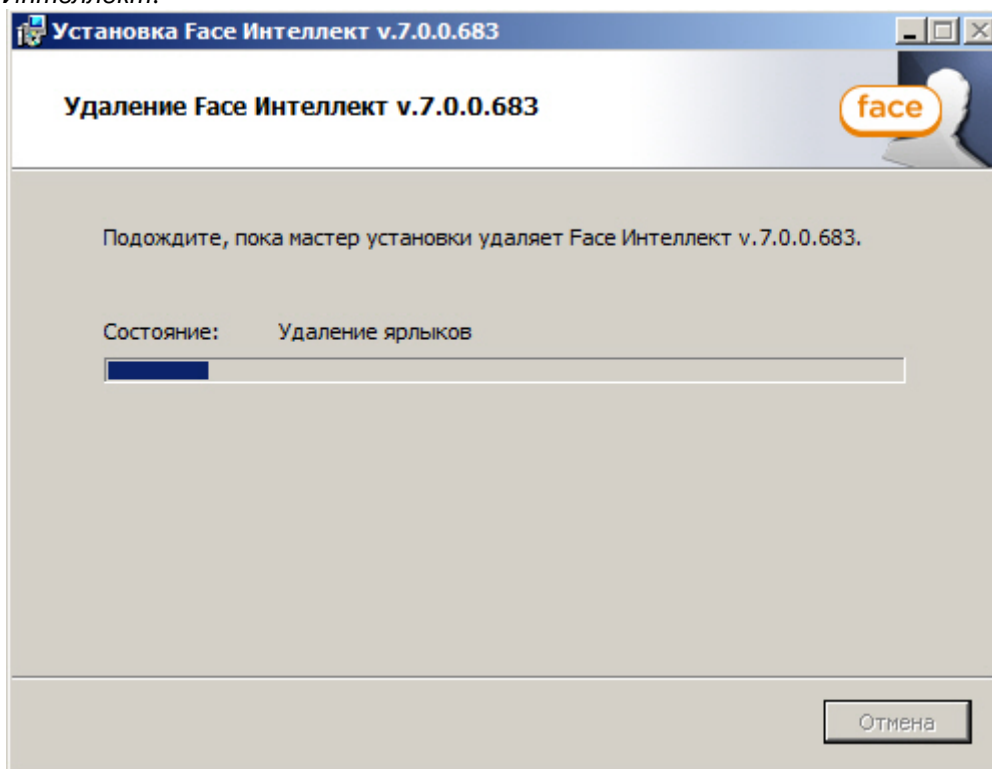 Интеллект.
Установка Face Интеллект v.7.0.0.683
Удаление Face Интеллект v.7.0.0.683
face
Подождите, пока мастер установки удаляет Face Интеллект v.7.0.0.683.
Состояние: Удаление ярлыков
Отмена